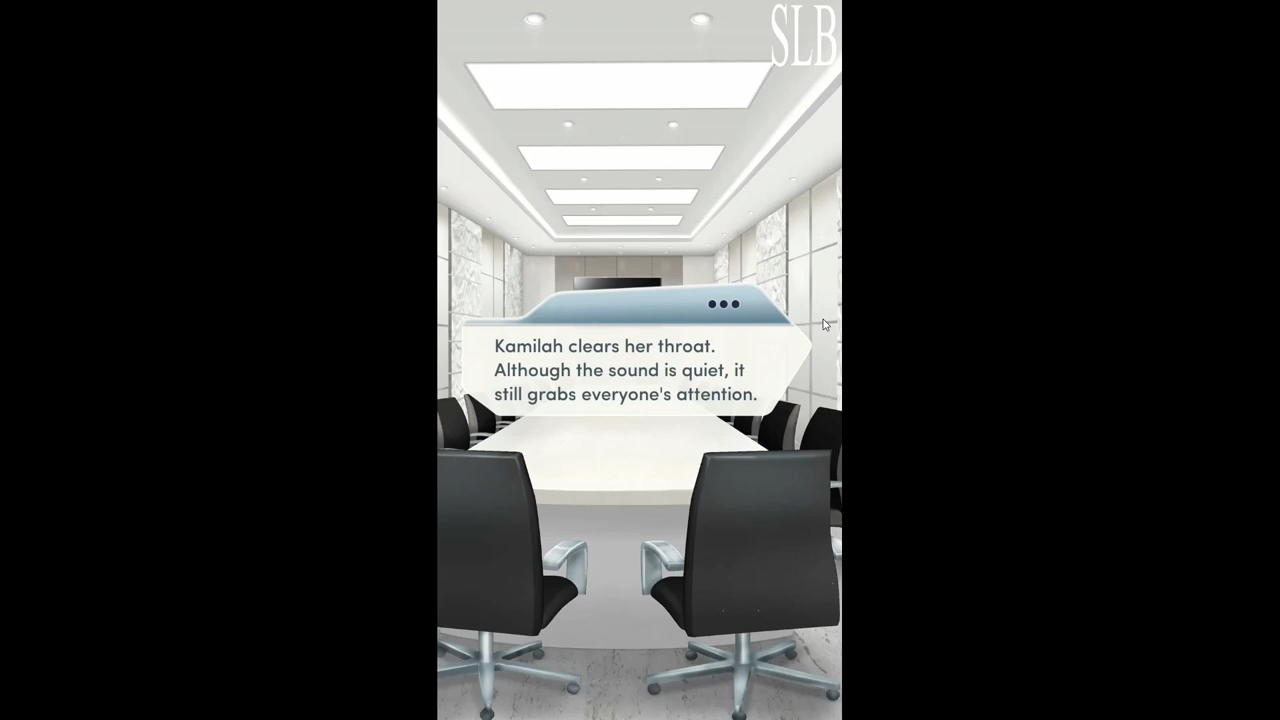 SLB
Kamilah clears her throat.
Although the sound is quiet, it
still grabs everyone's attention.